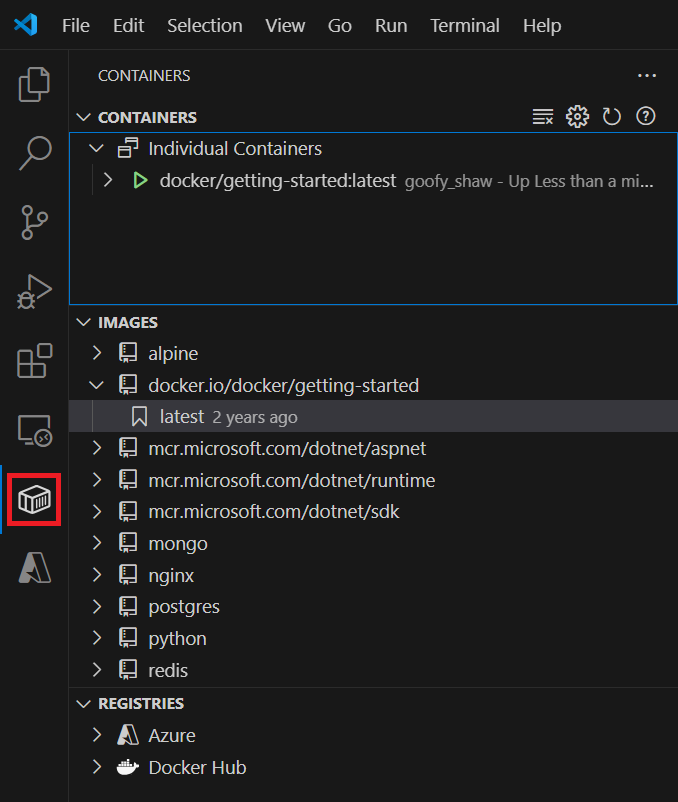 File Edit Selection View Go Run Terminal Help
CONTAINERS
CONTAINERS
Individual Containers
docker/getting-started:latest goofy_shaw - Up Less than a mi...
IMAGES
alpine
docker.io/docker/getting-started
latest 2 years ago
mcr.microsoft.com/dotnet/aspnet
mcr.microsoft.com/dotnet/runtime
mcr.microsoft.com/dotnet/sdk
mongo
nginx
postgres
python
redis
REGISTRIES
Azure
Docker Hub